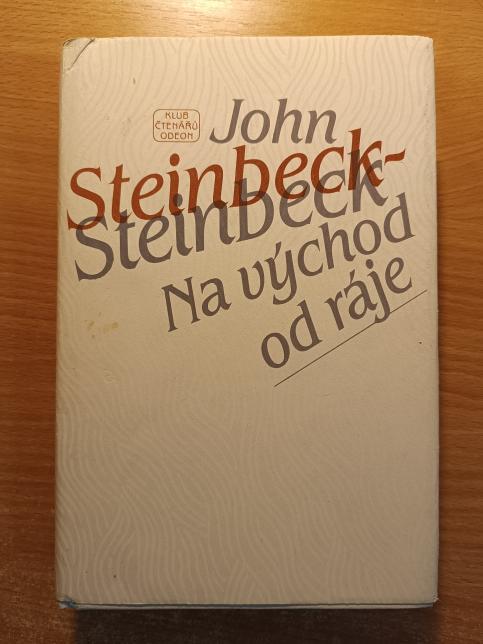 KLUB
ČTENÁŘŮ
ODEON
John
Steinbeck-
Steinbeck
Na východ
od ráje